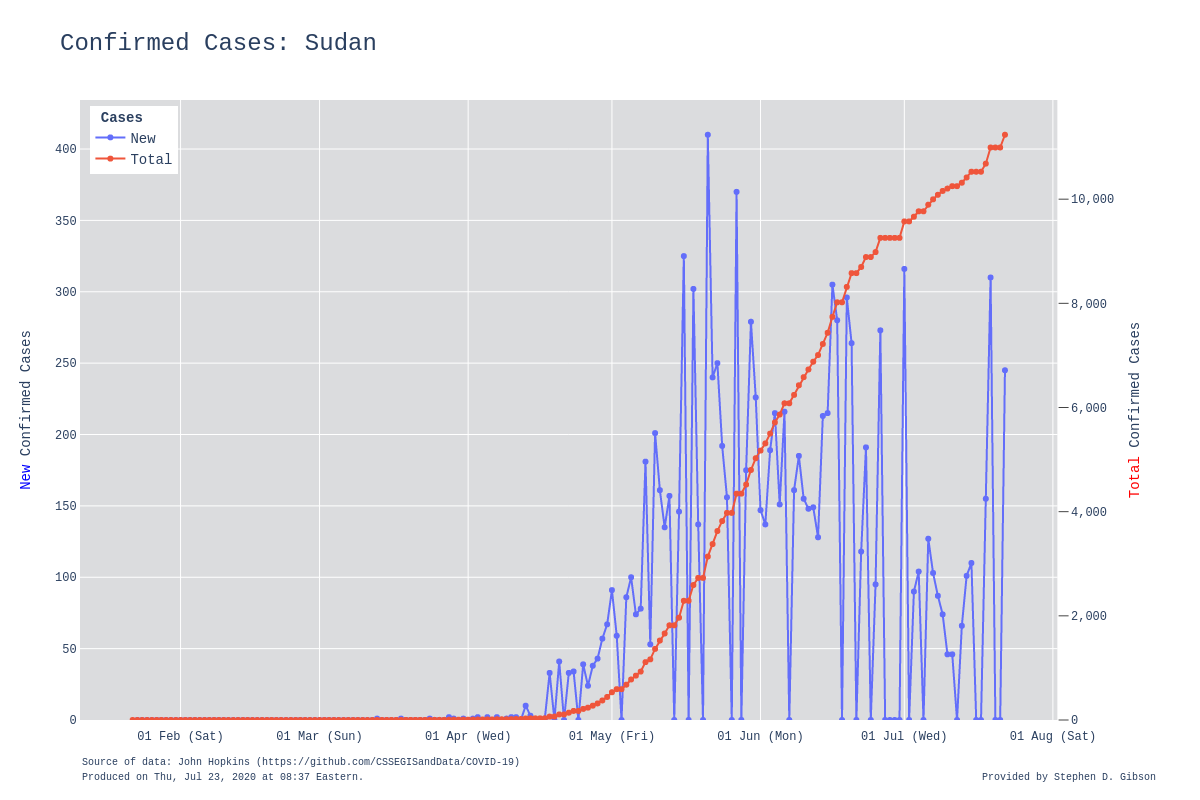 Confirmed Cases: Sudan
Cases
New
Total
400
350
300
250
200
150
100
50
0
10,000
8,000
6,000
4,000
2,000
0
New Confirmed Cases
Total Confirmed Cases
01 Feb (Sat)
01 Mar (Sun)
01 Apr (Wed)
01 May (Fri)
01 Jun (Mon)
01 Jul (Wed)
01 Aug (Sat)
Source of data: John Hopkins (https://github.com/CSSEGISandData/COVID-19)
Produced on Thu, Jul 23, 2020 at 08:37 Eastern.
Provided by Stephen D. Gibson